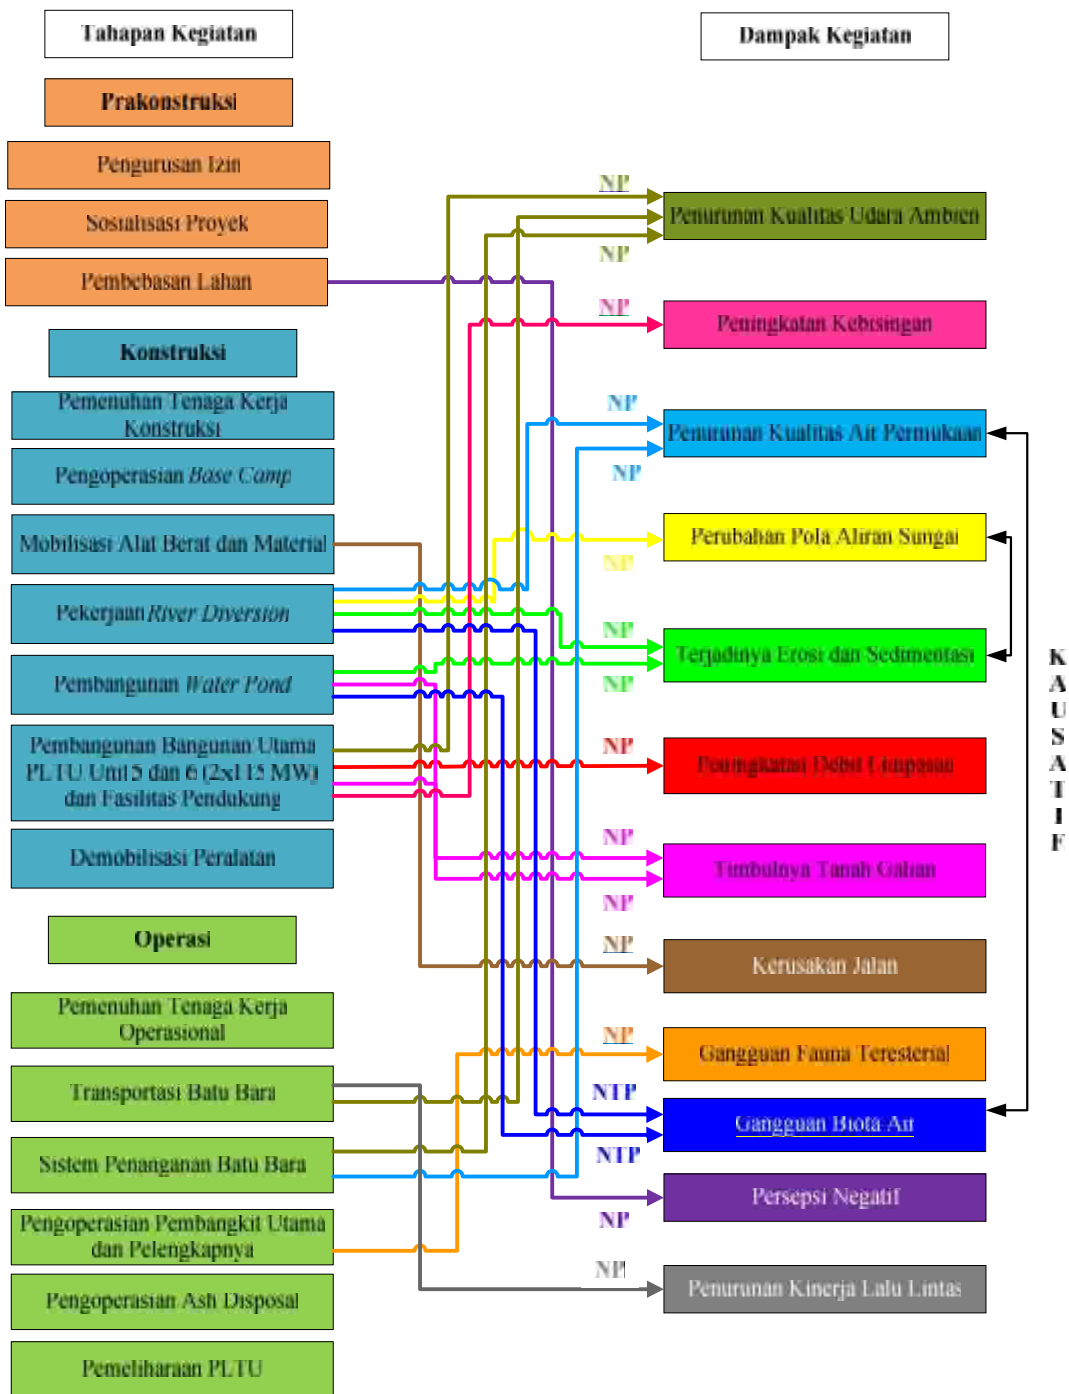 Tahapan Kegiatan
Dampak Kegiatan
Prakonstruksi
Pengurusan Izin
Sosialisasi Proyek
Pembebasan Lahan
Konstruksi
Pemenuhan Tenaga Kerja
Konstruksi
Pengoperasian Base Camp
Mobilisasi Alat Berat dan Material
Pekerjaan River Diversion
Pembangunan Water Pond
Pembangunan Bangunan Utama
PLTU Unit 5 dan 6 (2x115 MW)
dan Fasilitas Pendukung
Demobilisasi Peralatan
Operasi
Pemenuhan Tenaga Kerja
Operasional
Transportasi Batu Bara
Sistem Penanganan Batu Bara
Pengoperasian Pembangkit Utama
dan Pelengkapnya
Pengoperasian Ash Disposal
Pemeliharaan PLTU
NP
Penurunan Kualitas Udara Ambien
NP
NP
Peningkatan Kebisingan
NP
Penurunan Kualitas Air Permukaan
NP
Perubahan Pola Aliran Sungai
NP
NP
Terjadinya Erosi dan Sedimentasi
NP
NP
Peningkatan Debit Limpasan
NP
Timbulnya Tanah Galian
NP
NP
Kerusakan Jalan
NP
Gangguan Fauna Teresterial
NTP
Gangguan Biota Air
NTP
Persepsi Negatif
NP
NP
Penurunan Kinerja Lalu Lintas
K
A
U
S
A
T
I
F